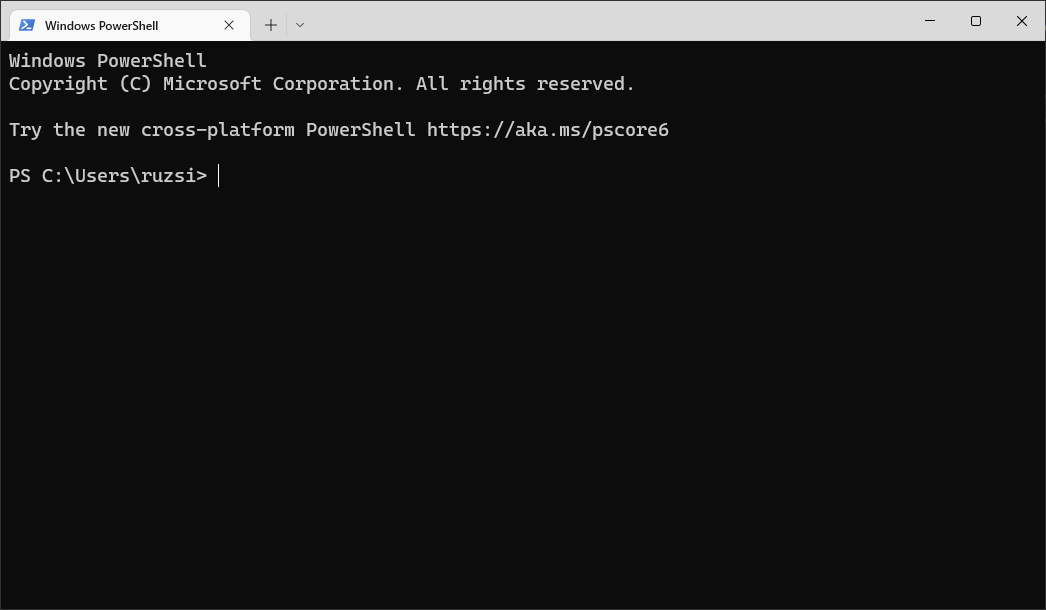 Windows PowerShell
Windows PowerShell
Copyright (C) Microsoft Corporation. All rights reserved.
Try the new cross-platform PowerShell https://aka.ms/pscore6
PS C:\Users\ruzsi>